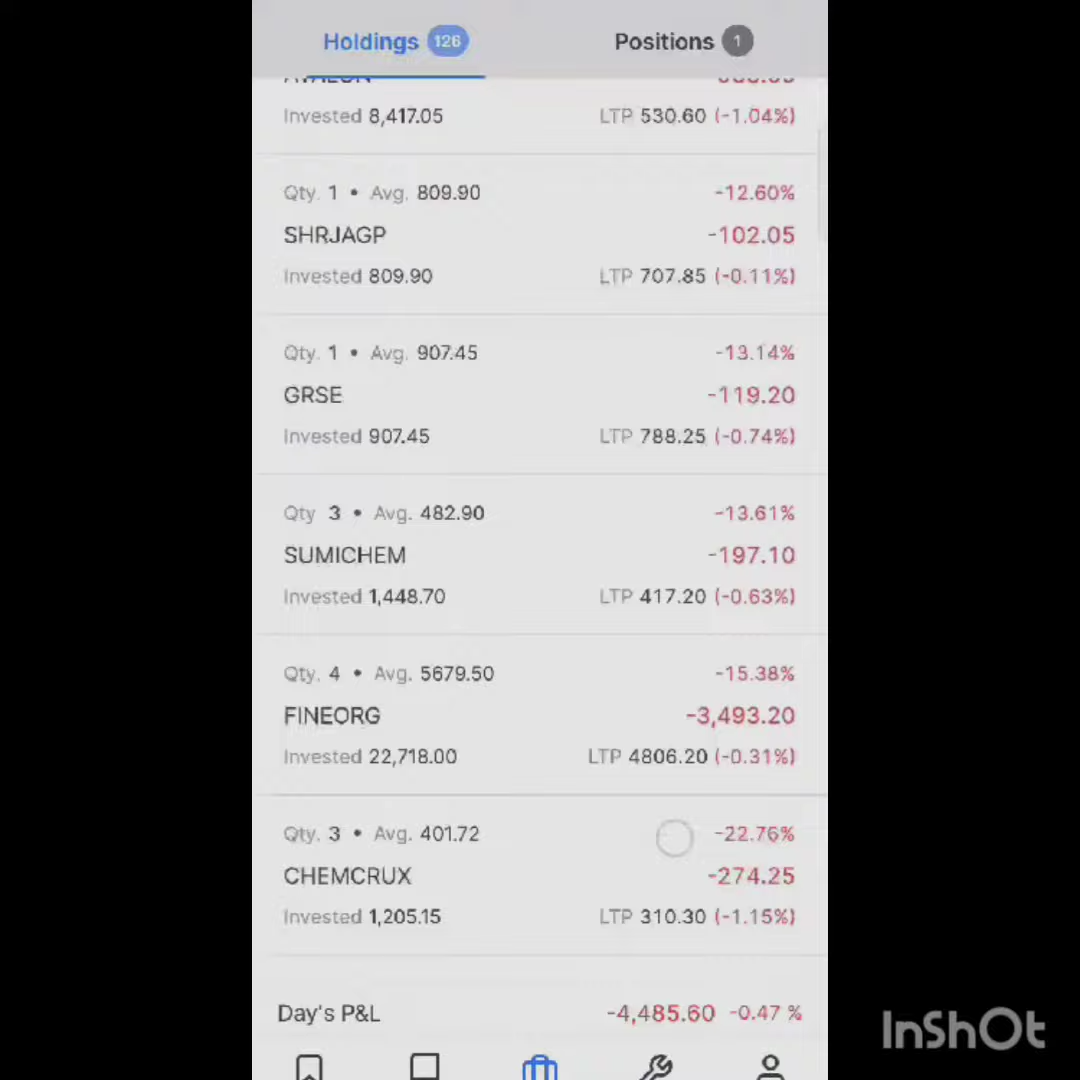 Holdings 126 Positions 1
Invested 8,417.05 LTP 530.60 (-1.04%)
Qty. 1 • Avg. 809.90 -12.60%
SHRJAGP -102.05
Invested 809.90 LTP 707.85 (-0.11%)
Qty. 1 • Avg. 907.45 -13.14%
GRSE -119.20
Invested 907.45 LTP 788.25 (-0.74%)
Qty 3 • Avg. 482.90 -13.61%
SUMICHEM -197.10
Invested 1,448.70 LTP 417.20 (-0.63%)
Qty. 4 • Avg. 5679.50 -15.38%
FINEORG -3,493.20
Invested 22,718.00 LTP 4806.20 (-0.31%)
Qty. 3 • Avg. 401.72 -22.76%
CHEMCRUX -274.25
Invested 1,205.15 LTP 310.30 (-1.15%)
Day's P&L -4,485.60 -0.47 %
InShOt